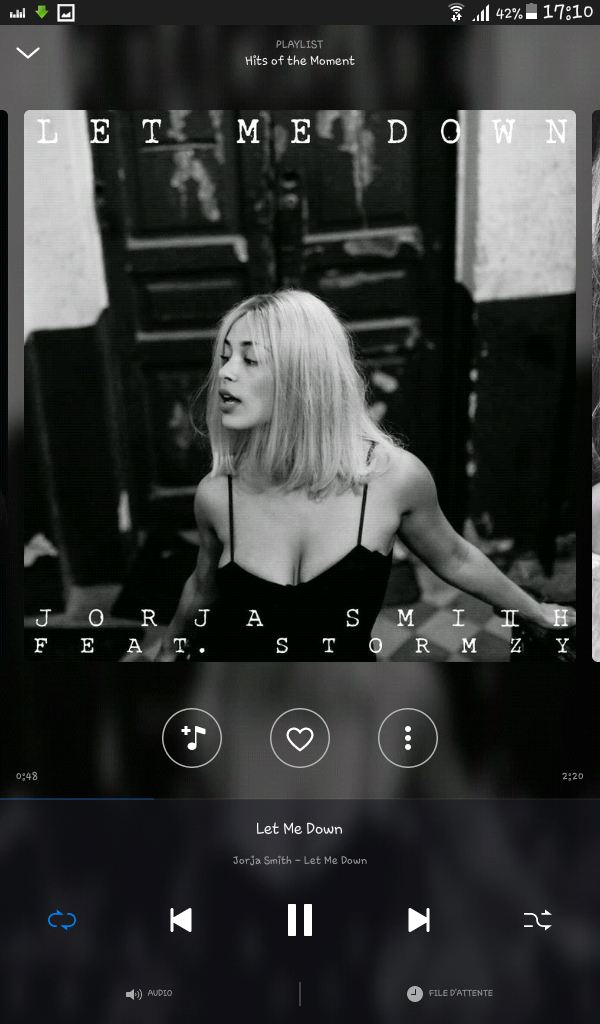 42% 17:10
PLAYLIST
Hits of the Moment
LET ME DOWN
JORJA SMITH
FEAT. STORMZY
0:48 2:20
Let Me Down
Jorja Smith – Let Me Down
AUDIO FILE D'ATTENTE